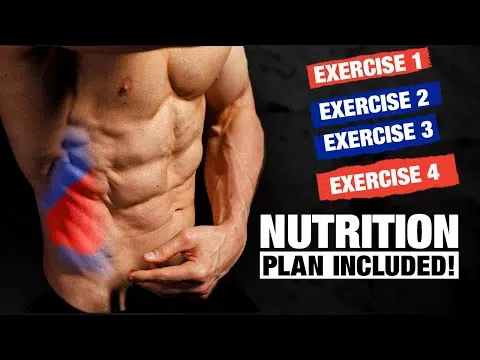 EXERCISE 1
EXERCISE 2
EXERCISE 3
EXERCISE 4
NUTRITION
PLAN INCLUDED!